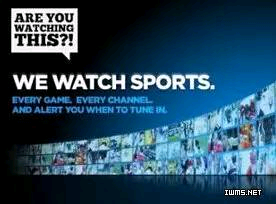 ARE YOU
WATCHING
THIS?!
WE WATCH SPORTS.
EVERY GAME. EVERY CHANNEL.
AND ALERT YOU WHEN TO TUNE IN.
IWMS.NET